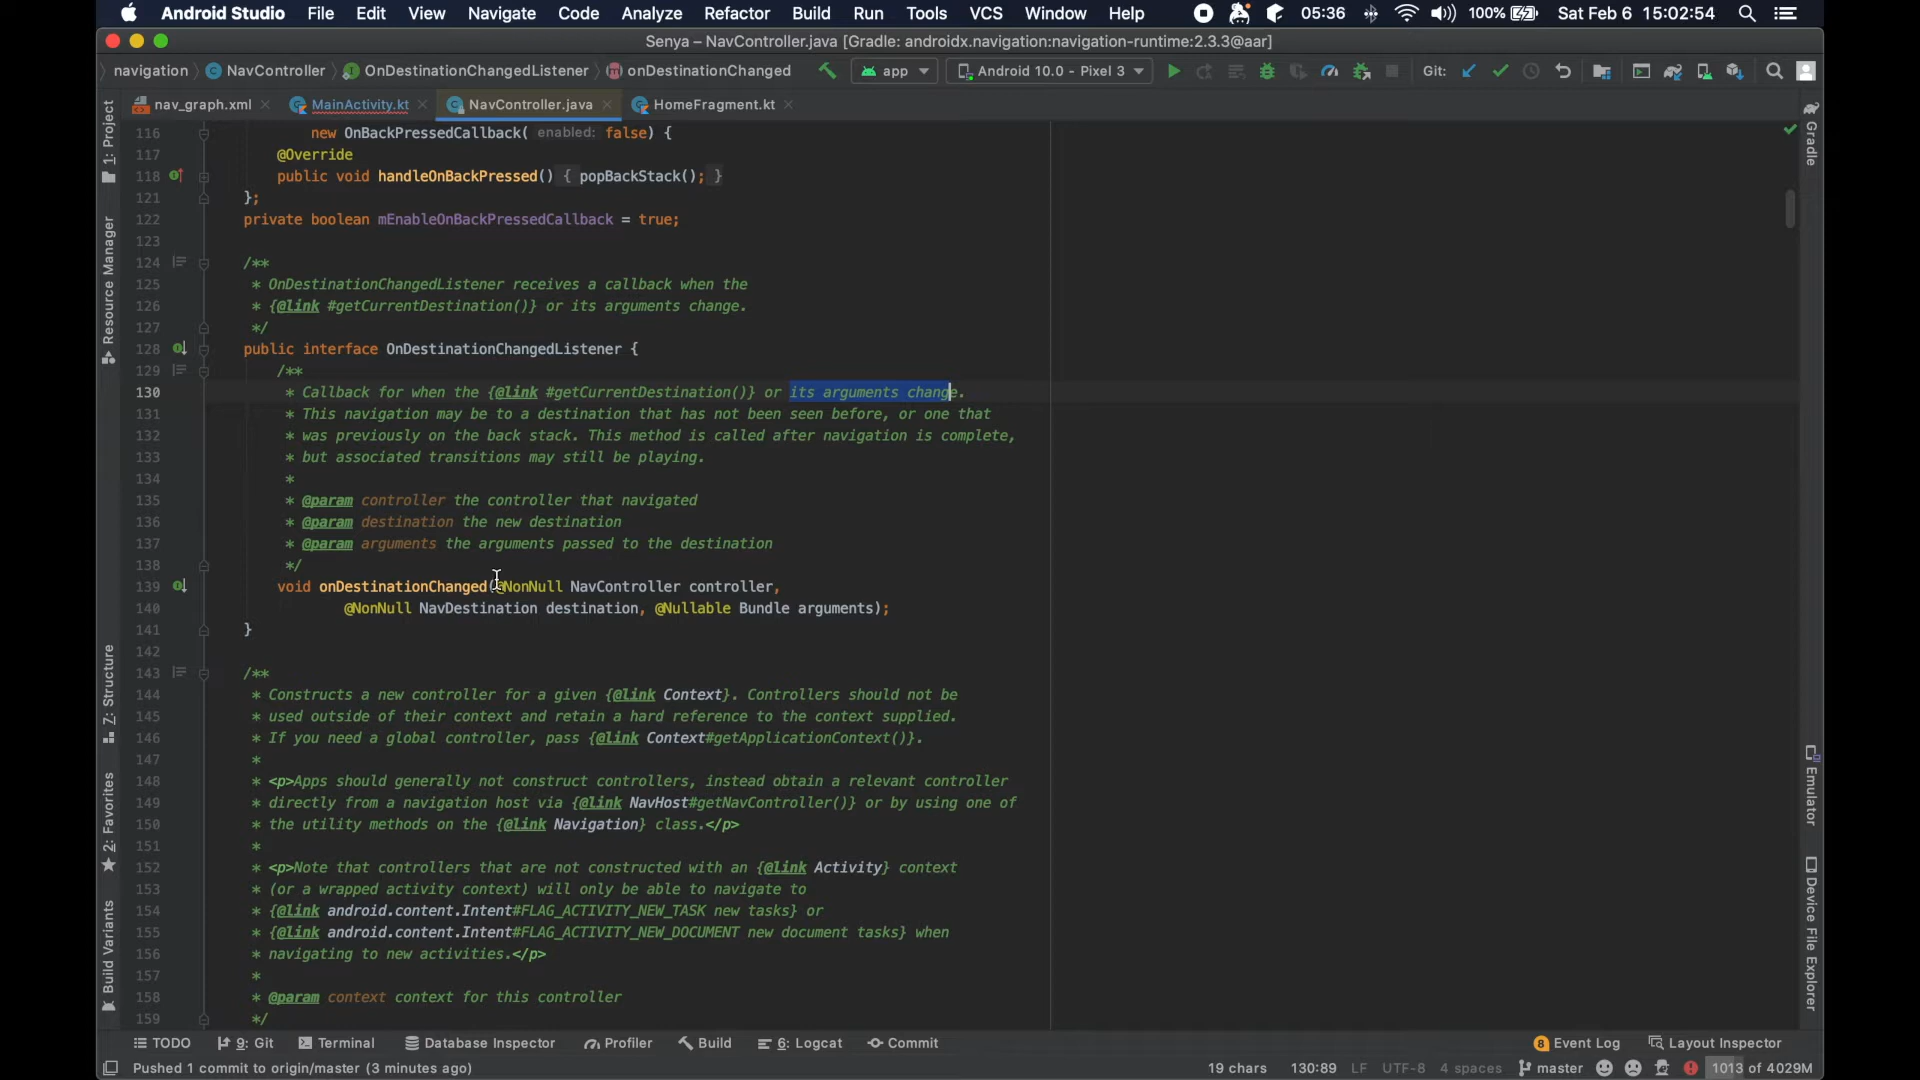 Android Studio File Edit View Navigate Code Analyze Refactor Build Run Tools VCS Window Help 05:36 100% Sat Feb 6 15:02:54
Senya – NavController.java [Gradle: androidx.navigation:navigation-runtime:2.3.3@aar]
navigation NavController OnDestinationChangedListener onDestinationChanged app Android 10.0 - Pixel 3 Git:
nav_graph.xml MainActivity.kt NavController.java HomeFragment.kt
116 new OnBackPressedCallback( enabled: false) {
117 @Override
118 public void handleOnBackPressed() { popBackStack(); }
121 };
122 private boolean mEnableOnBackPressedCallback = true;
123
124 /**
125 * OnDestinationChangedListener receives a callback when the
126 * {@link #getCurrentDestination()} or its arguments change.
127 */
128 public interface OnDestinationChangedListener {
129 /**
130 * Callback for when the {@link #getCurrentDestination()} or its arguments change.
131 * This navigation may be to a destination that has not been seen before, or one that
132 * was previously on the back stack. This method is called after navigation is complete,
133 * but associated transitions may still be playing.
134 *
135 * @param controller the controller that navigated
136 * @param destination the new destination
137 * @param arguments the arguments passed to the destination
138 */
139 void onDestinationChanged(@NonNull NavController controller,
140 @NonNull NavDestination destination, @Nullable Bundle arguments);
141 }
142
143 /**
144 * Constructs a new controller for a given {@link Context}. Controllers should not be
145 * used outside of their context and retain a hard reference to the context supplied.
146 * If you need a global controller, pass {@link Context#getApplicationContext()}.
147 *
148 * <p>Apps should generally not construct controllers, instead obtain a relevant controller
149 * directly from a navigation host via {@link NavHost#getNavController()} or by using one of
150 * the utility methods on the {@link Navigation} class.</p>
151 *
152 * <p>Note that controllers that are not constructed with an {@link Activity} context
153 * (or a wrapped activity context) will only be able to navigate to
154 * {@link android.content.Intent#FLAG_ACTIVITY_NEW_TASK new tasks} or
155 * {@link android.content.Intent#FLAG_ACTIVITY_NEW_DOCUMENT new document tasks} when
156 * navigating to new activities.</p>
157 *
158 * @param context context for this controller
159 */
1: Project
Resource Manager
Z: Structure
2: Favorites
Build Variants
Gradle
Emulator
Device File Explorer
TODO 9: Git Terminal Database Inspector Profiler Build 6: Logcat Commit 8 Event Log Layout Inspector
Pushed 1 commit to origin/master (3 minutes ago) 19 chars 130:89 LF UTF-8 4 spaces master 1013 of 4029M